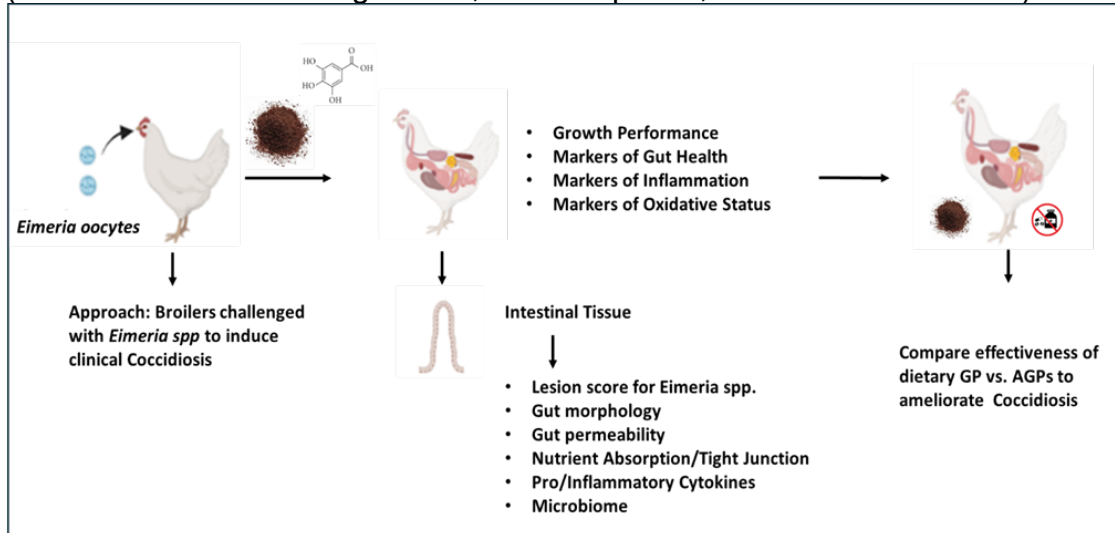 HO
O
OH
HO
OH
• Growth Performance
• Markers of Gut Health
• Markers of Inflammation
• Markers of Oxidative Status
Eimeria oocytes
Approach: Broilers challenged
with Eimeria spp to induce
clinical Coccidiosis
Intestinal Tissue
• Lesion score for Eimeria spp.
• Gut morphology
• Gut permeability
• Nutrient Absorption/Tight Junction
• Pro/Inflammatory Cytokines
• Microbiome
Compare effectiveness of
dietary GP vs. AGPs to
ameliorate Coccidiosis